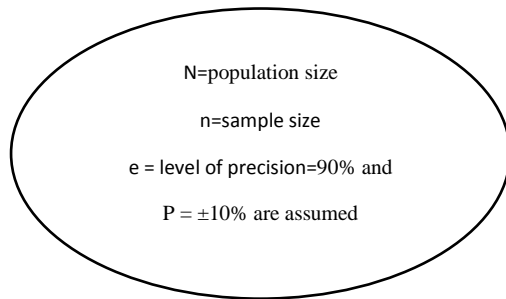 N=population size
n=sample size
e = level of precision=90% and
P = ±10% are assumed